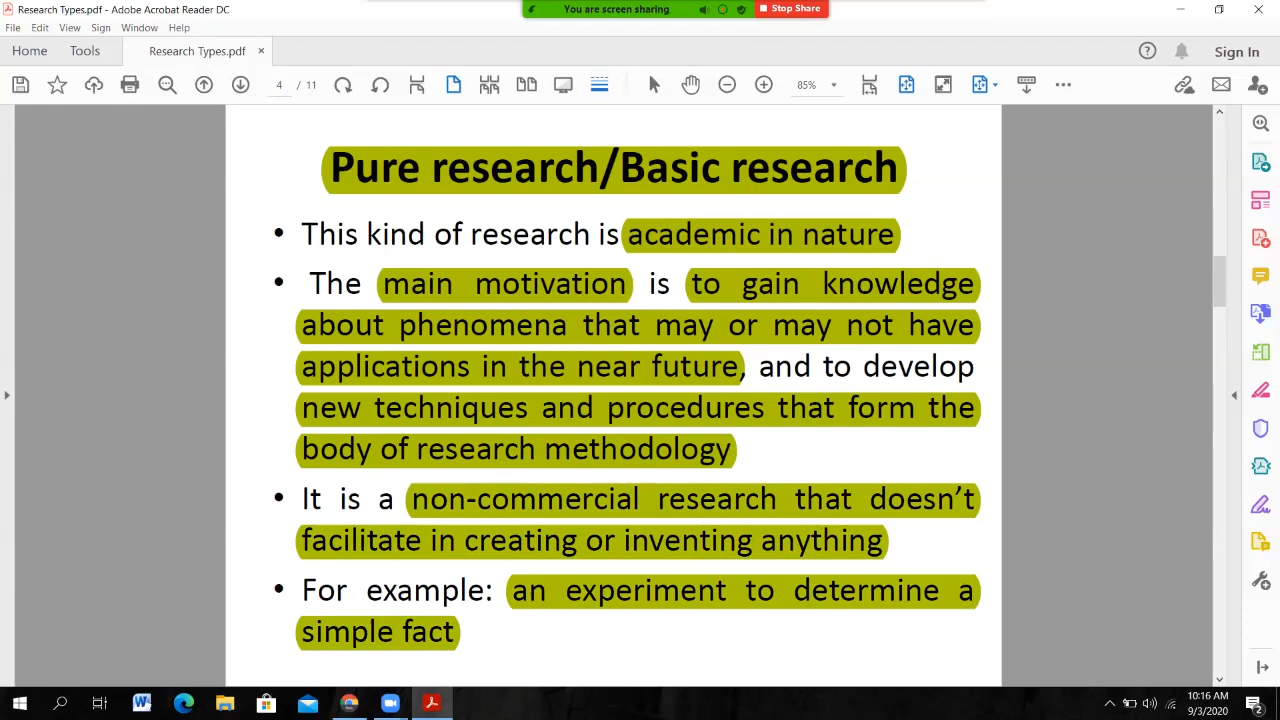 Research Types.pdf - Adobe Acrobat Reader DC
You are screen sharing
Stop Share
File Edit View Sign Window Help
Home Tools Research Types.pdf × Sign In
4 / 11 85%
Pure research/Basic research
• This kind of research is academic in nature
• The main motivation is to gain knowledge
about phenomena that may or may not have
applications in the near future, and to develop
new techniques and procedures that form the
body of research methodology
• It is a non-commercial research that doesn’t
facilitate in creating or inventing anything
• For example: an experiment to determine a
simple fact
10:16 AM
9/3/2020
2